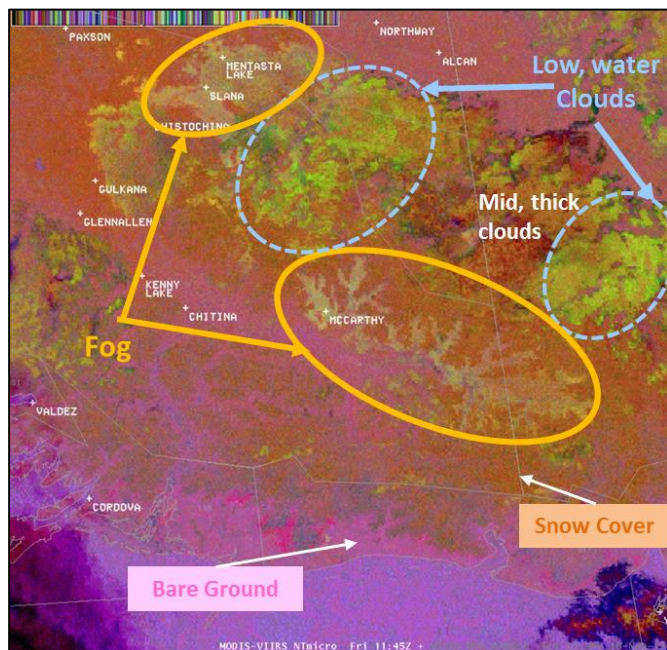 PAXSON
NORTHWAY
MENTASTA
LAKE
ALCAN
Low, water
Clouds
SLANA
CHISTOCHINA
GULKANA
Mid, thick
clouds
GLENNALLEN
KENNY
LAKE
CHITINA
MCCARTHY
Fog
VALDEZ
CORDOVA
Snow Cover
Bare Ground
MODIS-VIIRS NTmicro Fri 11:45Z